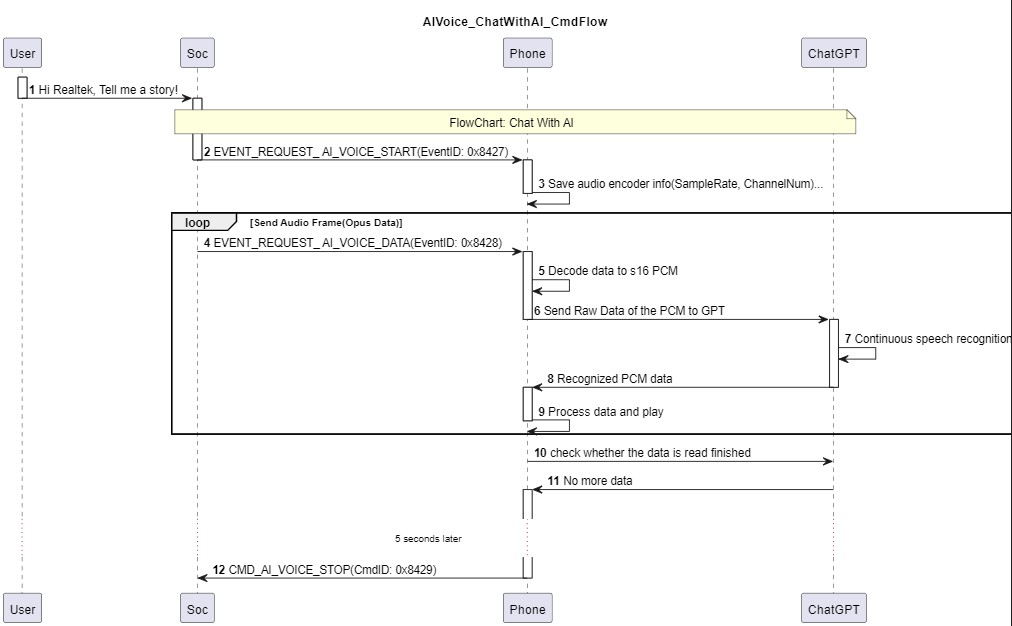 AIVoice_ChatWithAI_CmdFlow
User Soc Phone ChatGPT
1 Hi Realtek, Tell me a story!
FlowChart: Chat With AI
2 EVENT_REQUEST_ AI_VOICE_START(EventID: 0x8427)
3 Save audio encoder info(SampleRate, ChannelNum)...
loop [Send Audio Frame(Opus Data)]
4 EVENT_REQUEST_ AI_VOICE_DATA(EventID: 0x8428)
5 Decode data to s16 PCM
6 Send Raw Data of the PCM to GPT
7 Continuous speech recognition
8 Recognized PCM data
9 Process data and play
10 check whether the data is read finished
11 No more data
5 seconds later
12 CMD_AI_VOICE_STOP(CmdID: 0x8429)
User Soc Phone ChatGPT